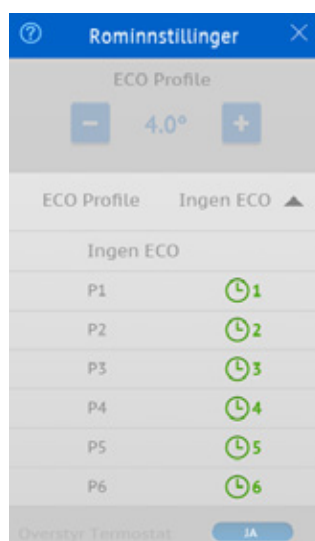 Rominnstillinger
ECO Profile
4.0°
ECO Profile Ingen ECO
Ingen ECO
P1 1
P2 2
P3 3
P4 4
P5 5
P6 6
Overstyr Termostat JA